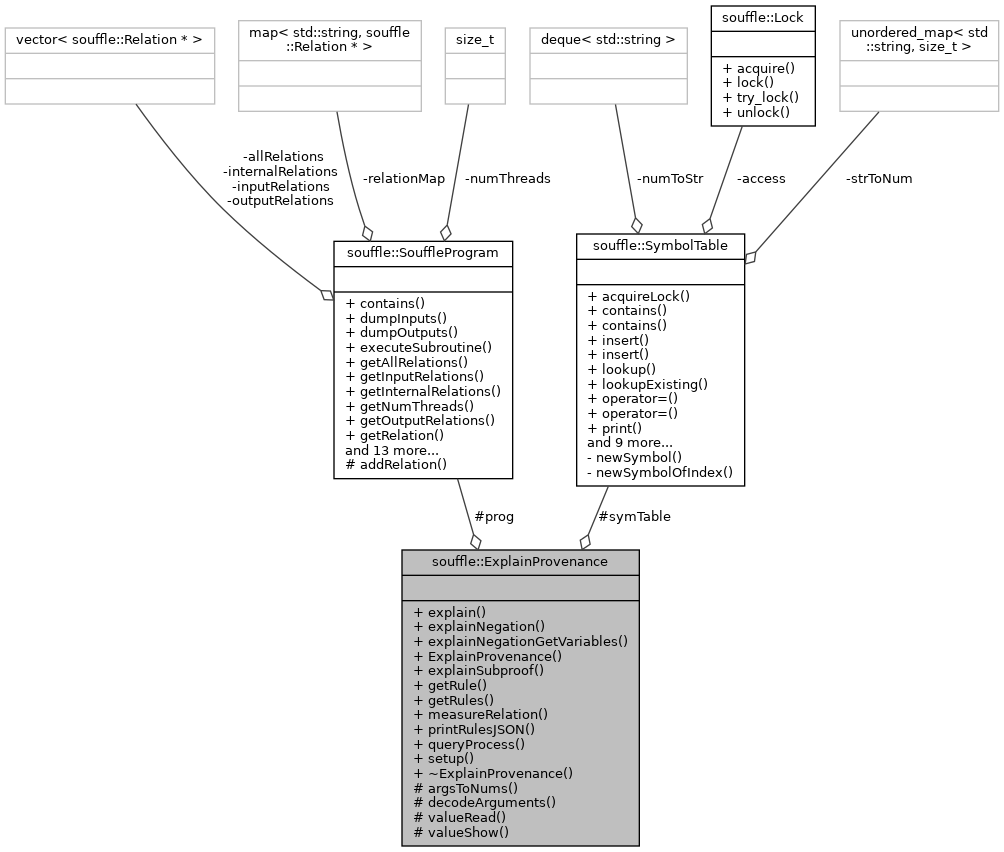 vector< souffle::Relation * >
map< std::string, souffle
::Relation * >
size_t
deque< std::string >
souffle::Lock
+ acquire()
+ lock()
+ try_lock()
+ unlock()
unordered_map< std
::string, size_t >
-allRelations
-internalRelations
-inputRelations
-outputRelations
-relationMap
-numThreads
-numToStr
-access
-strToNum
souffle::SouffleProgram
+ contains()
+ dumpInputs()
+ dumpOutputs()
+ executeSubroutine()
+ getAllRelations()
+ getInputRelations()
+ getInternalRelations()
+ getNumThreads()
+ getOutputRelations()
+ getRelation()
and 13 more...
# addRelation()
souffle::SymbolTable
+ acquireLock()
+ contains()
+ contains()
+ insert()
+ insert()
+ lookup()
+ lookupExisting()
+ operator=()
+ operator=()
+ print()
and 9 more...
- newSymbol()
- newSymbolOfIndex()
#prog
#symTable
souffle::ExplainProvenance
+ explain()
+ explainNegation()
+ explainNegationGetVariables()
+ ExplainProvenance()
+ explainSubproof()
+ getRule()
+ getRules()
+ measureRelation()
+ printRulesJSON()
+ queryProcess()
+ setup()
+ ~ExplainProvenance()
# argsToNums()
# decodeArguments()
# valueRead()
# valueShow()